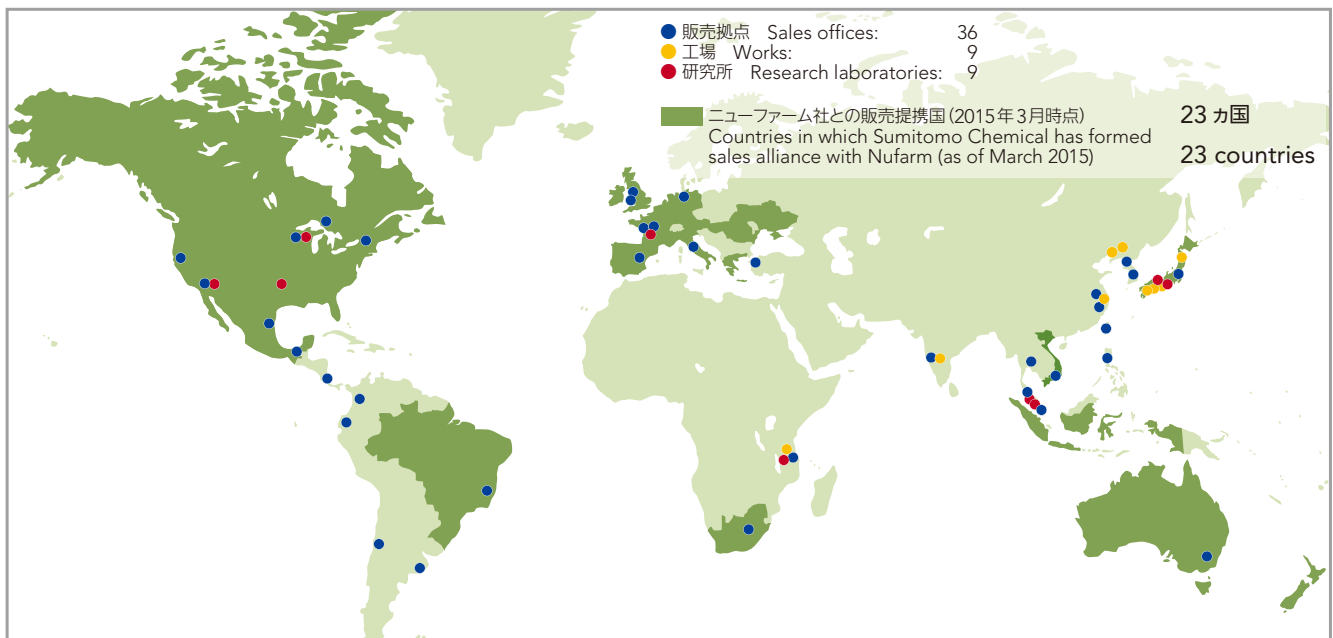 販売拠点 Sales offices: 36
工場 Works: 9
研究所 Research laboratories: 9
ニューファーム社との販売提携国(2015年3月時点) 23 ヵ国
Countries in which Sumitomo Chemical has formed
sales alliance with Nufarm (as of March 2015) 23 countries